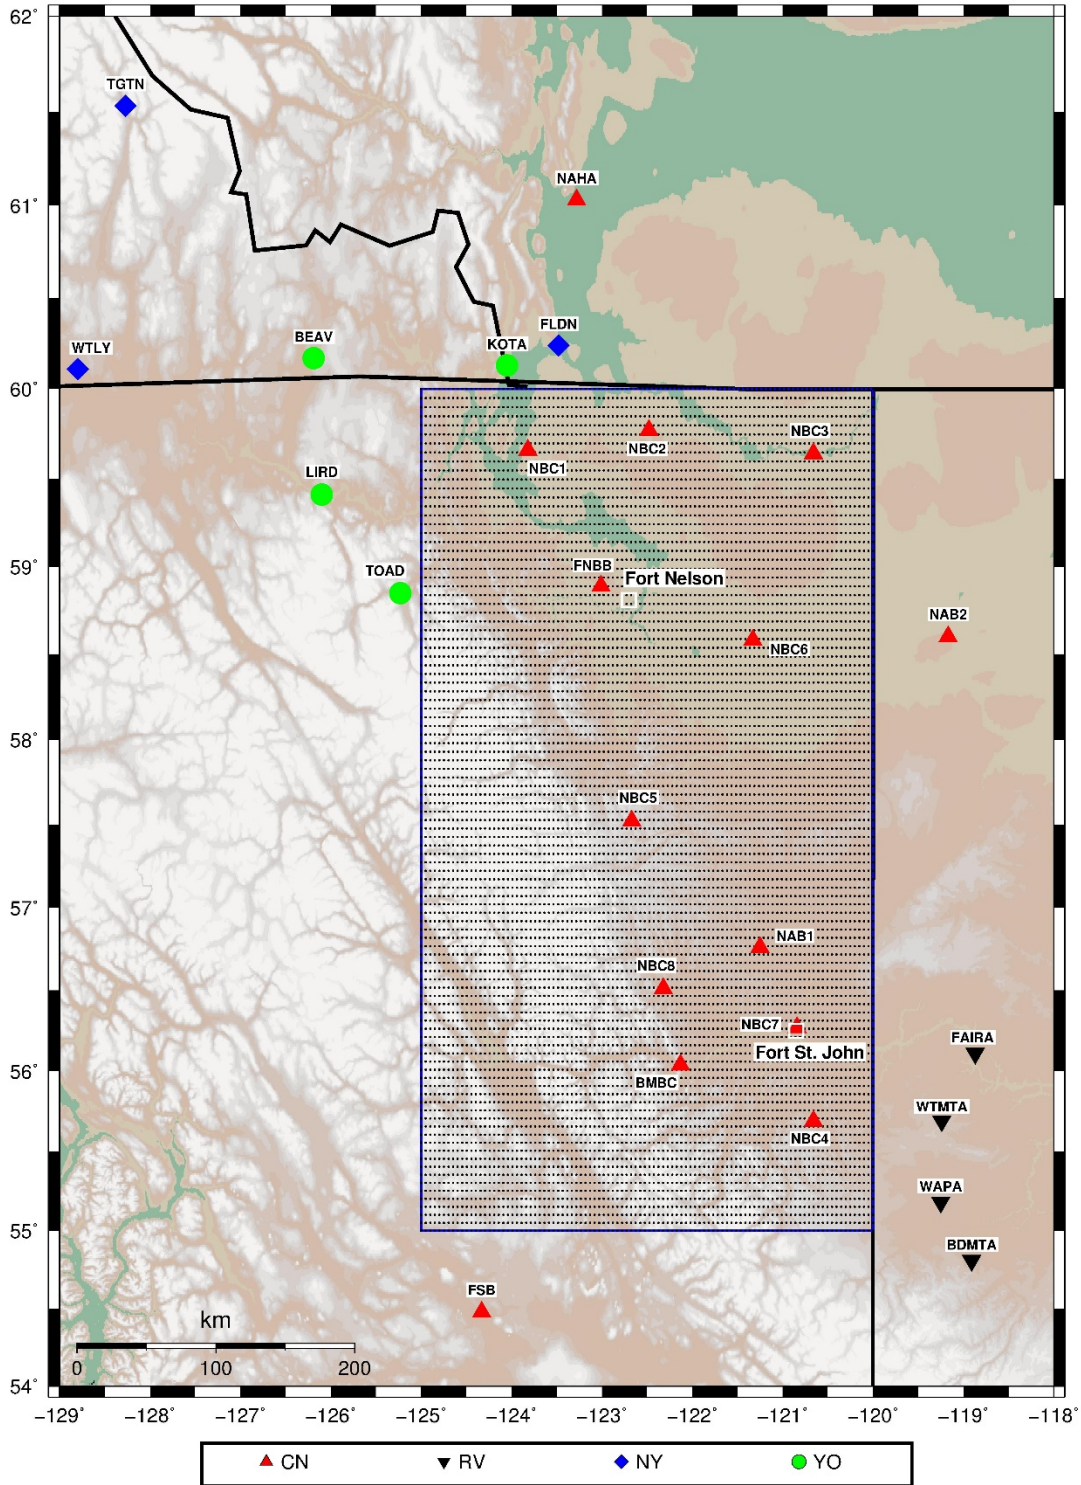 62°
TGTN
NAHA
61°
FLDN
BEAV
KOTA
WTLY
60°
NBC3
NBC2
NBC1
LIRD
59°
TOAD
FNBB
Fort Nelson
NAB2
NBC6
58°
NBC5
57°
NAB1
NBC8
NBC7
FAIRA
Fort St. John
56°
BMBC
WTMTA
NBC4
WAPA
55°
BDMTA
FSB
km
0 100 200
54°
-129 -128° -127° -126° -125° -124° -123° -122° -121° -120° -119° -118°
CN RV NY YO